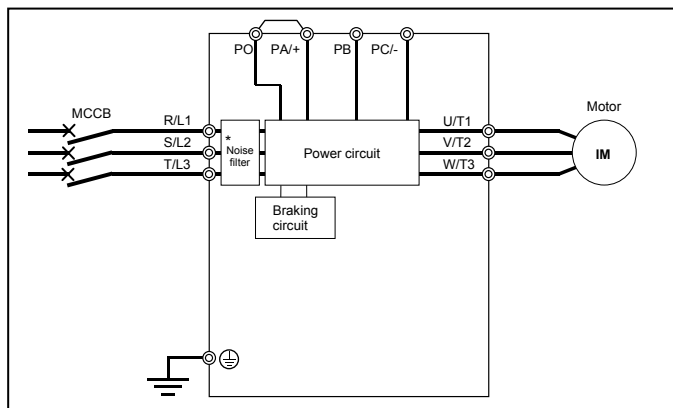 PO PA/+ PB PC/-
MCCB
R/L1
S/L2
T/L3
*
Noise
filter
Power circuit
Braking
circuit
U/T1
V/T2
W/T3
Motor
IM